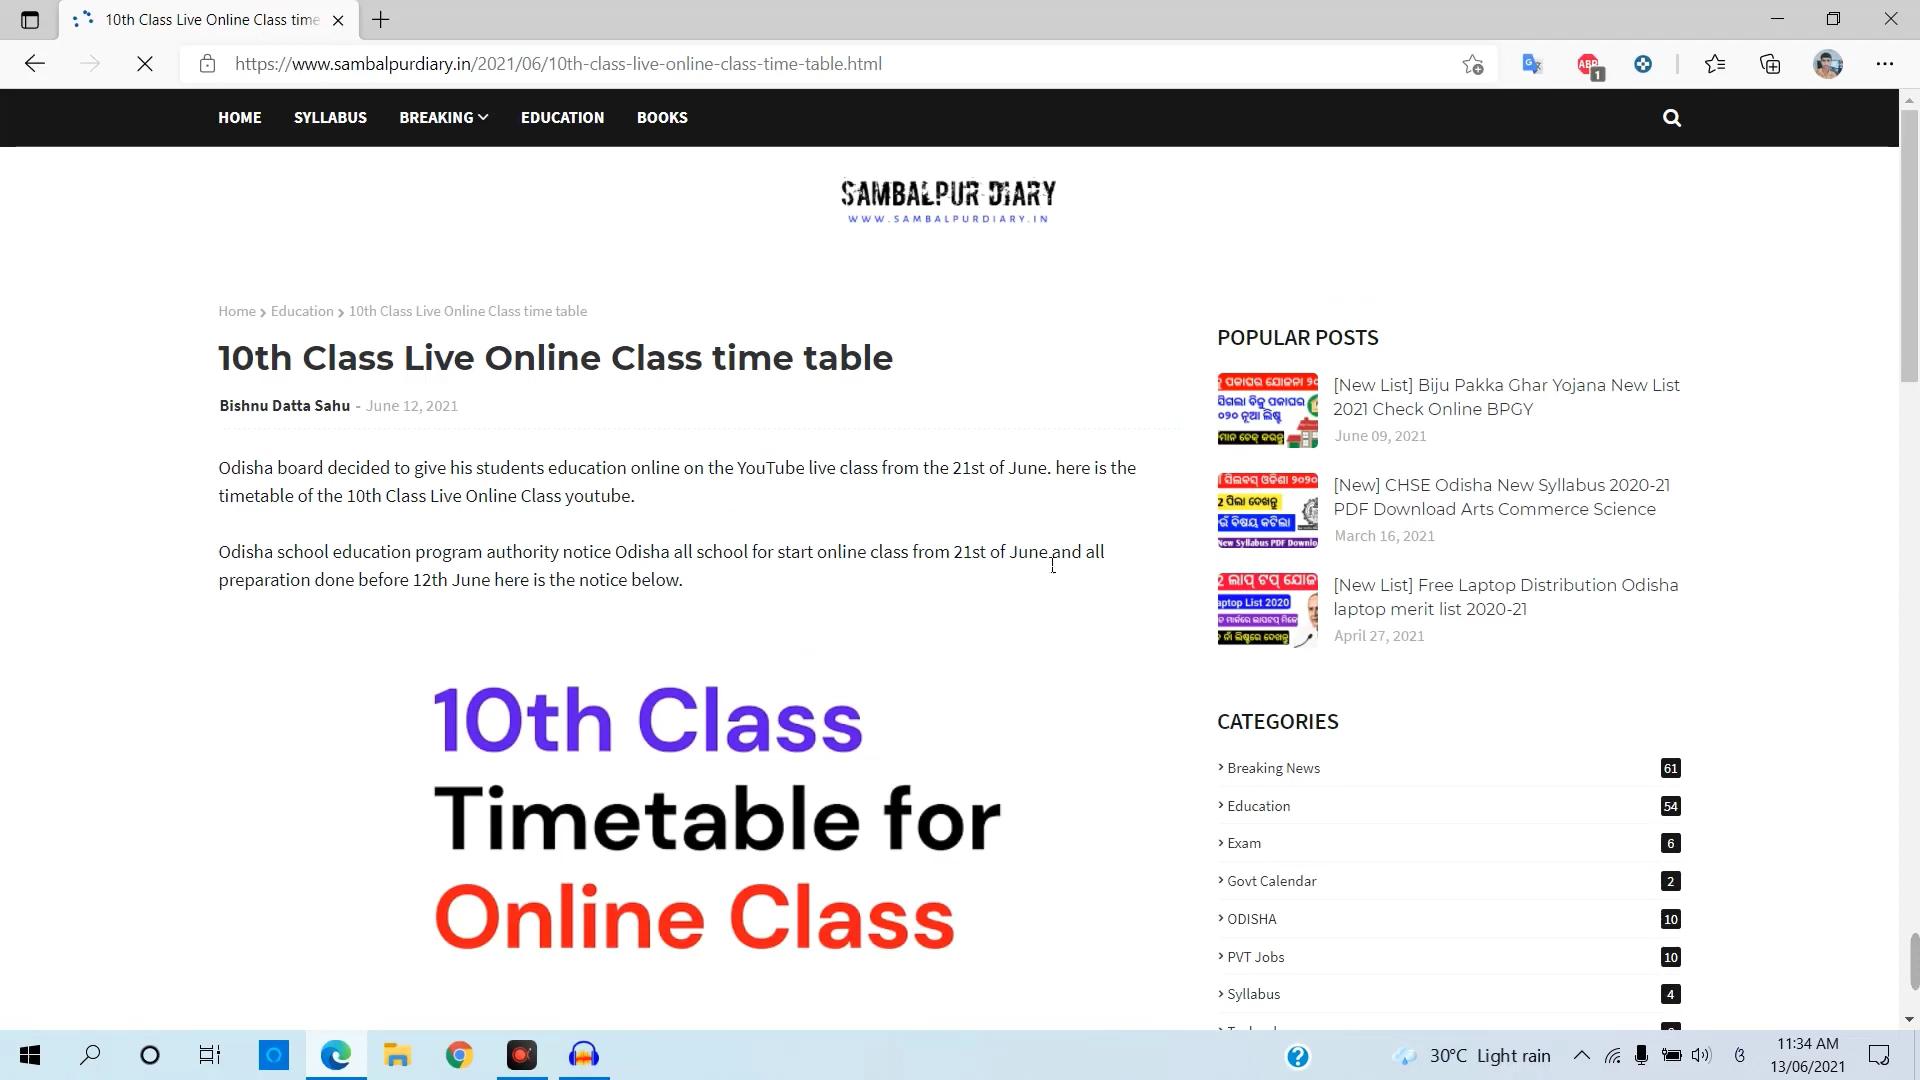 10th Class Live Online Class time
https://www.sambalpurdiary.in/2021/06/10th-class-live-online-class-time-table.html
ABP
1
HOME SYLLABUS BREAKING EDUCATION BOOKS
SAMBALPUR DIARY
WWW.SAMBALPURDIARY.IN
Home > Education > 10th Class Live Online Class time table
10th Class Live Online Class time table
Bishnu Datta Sahu - June 12, 2021
Odisha board decided to give his students education online on the YouTube live class from the 21st of June. here is the
timetable of the 10th Class Live Online Class youtube.
Odisha school education program authority notice Odisha all school for start online class from 21st of June and all
preparation done before 12th June here is the notice below.
10th Class
Timetable for
Online Class
POPULAR POSTS
[New List] Biju Pakka Ghar Yojana New List
2021 Check Online BPGY
June 09, 2021
[New] CHSE Odisha New Syllabus 2020-21
PDF Download Arts Commerce Science
March 16, 2021
New Syllabus PDF
[New List] Free Laptop Distribution Odisha
laptop merit list 2020-21
April 27, 2021
List 2020
CATEGORIES
Breaking News 61
Education 54
Exam 6
Govt Calendar 2
ODISHA 10
PVT Jobs 10
Syllabus 4
30°C Light rain
11:34 AM
13/06/2021